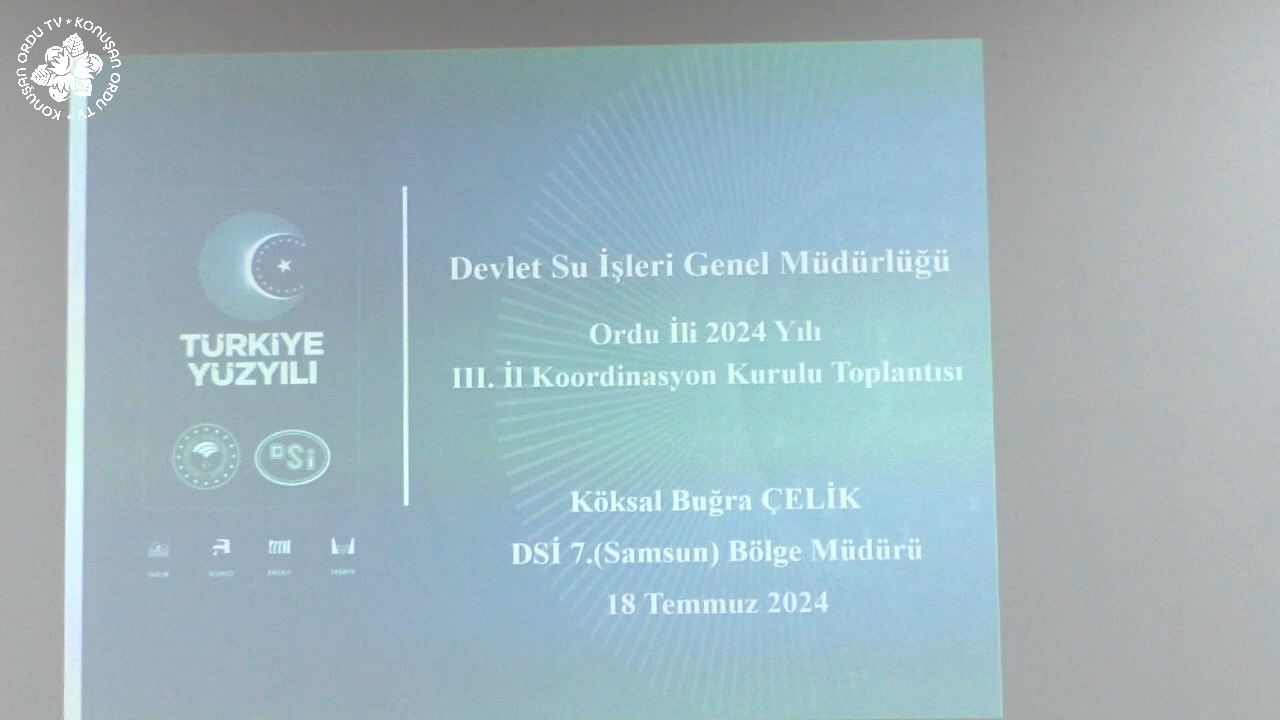 KONUŞAN ORDU TV * KONUŞAN ORDU TV *
TÜRKİYE
YÜZYILI
DSİ
Devlet Su İşleri Genel Müdürlüğü
Ordu İli 2024 Yılı
III. İl Koordinasyon Kurulu Toplantısı
Köksal Buğra ÇELİK
DSİ 7.(Samsun) Bölge Müdürü
18 Temmuz 2024